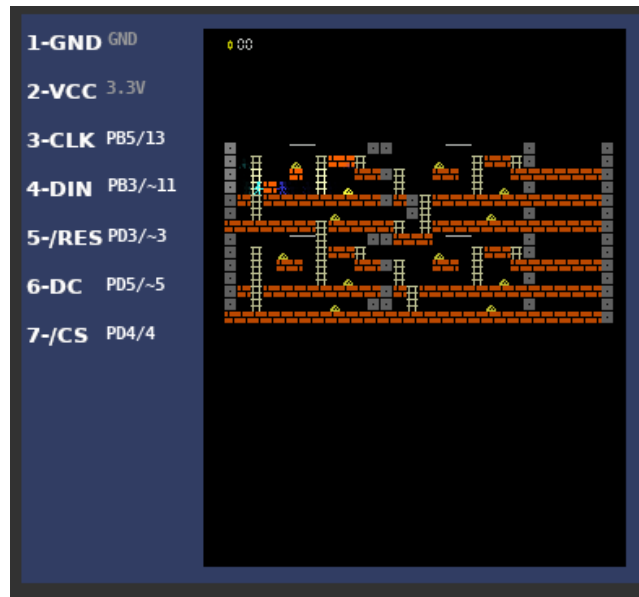 1-GND GND
00
2-VCC 3.3V
3-CLK PB5/13
4-DIN PB3/~11
5-/RES PD3/~3
6-DC PD5/~5
7-/CS PD4/4